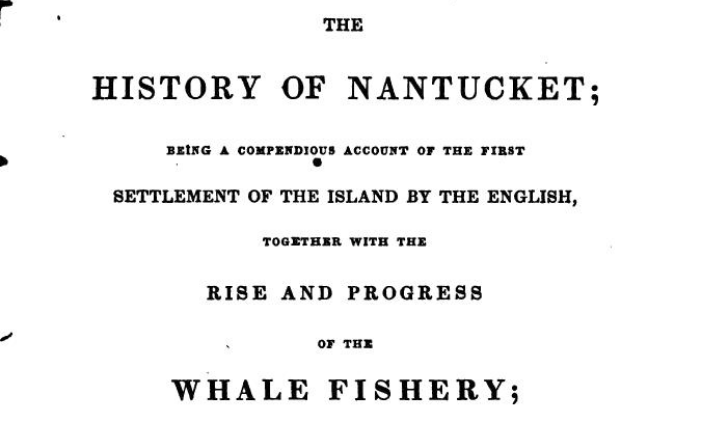 THE
HISTORY OF NANTUCKET;
BEING A COMPENDIOUS ACCOUNT OF THE FIRST
SETTLEMENT OF THE ISLAND BY THE ENGLISH,
TOGETHER WITH THE
RISE AND PROGRESS
OF THE
WHALE FISHERY;